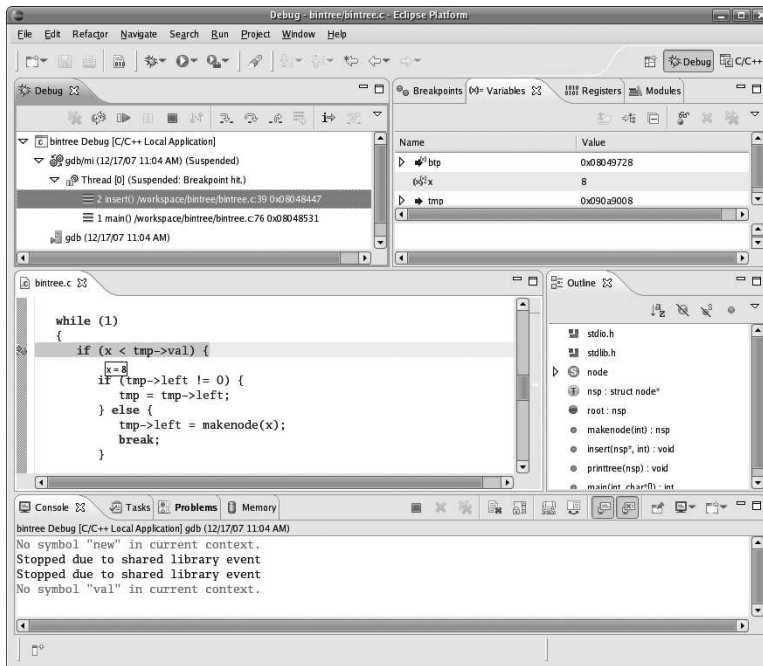 Debug - bintree/bintree.c - Eclipse Platform
File Edit Refactor Navigate Search Run Project Window Help
Debug C/C++
Debug
bintree Debug [C/C++ Local Application]
gdb/mi (12/17/07 11:04 AM) (Suspended)
Thread [0] (Suspended: Breakpoint hit.)
2 insert() /workspace/bintree/bintree.c:39 0x08048447
1 main() /workspace/bintree/bintree.c:76 0x08048531
gdb (12/17/07 11:04 AM)
Breakpoints (x)= Variables Registers Modules
Name Value
btp 0x08049728
x 8
tmp 0x090a9008
bintree.c
while (1)
{
if (x < tmp->val) {
x = 8
if (tmp->left != 0) {
tmp = tmp->left;
} else {
tmp->left = makenode(x);
break;
}
Outline
stdio.h
stdlib.h
node
nsp : struct node*
root : nsp
makenode(int) : nsp
insert(nsp*, int) : void
printtree(nsp) : void
main(int, char*[]) : int
Console Tasks Problems Memory
bintree Debug [C/C++ Local Application] gdb (12/17/07 11:04 AM)
No symbol "new" in current context.
Stopped due to shared library event
Stopped due to shared library event
No symbol "val" in current context.